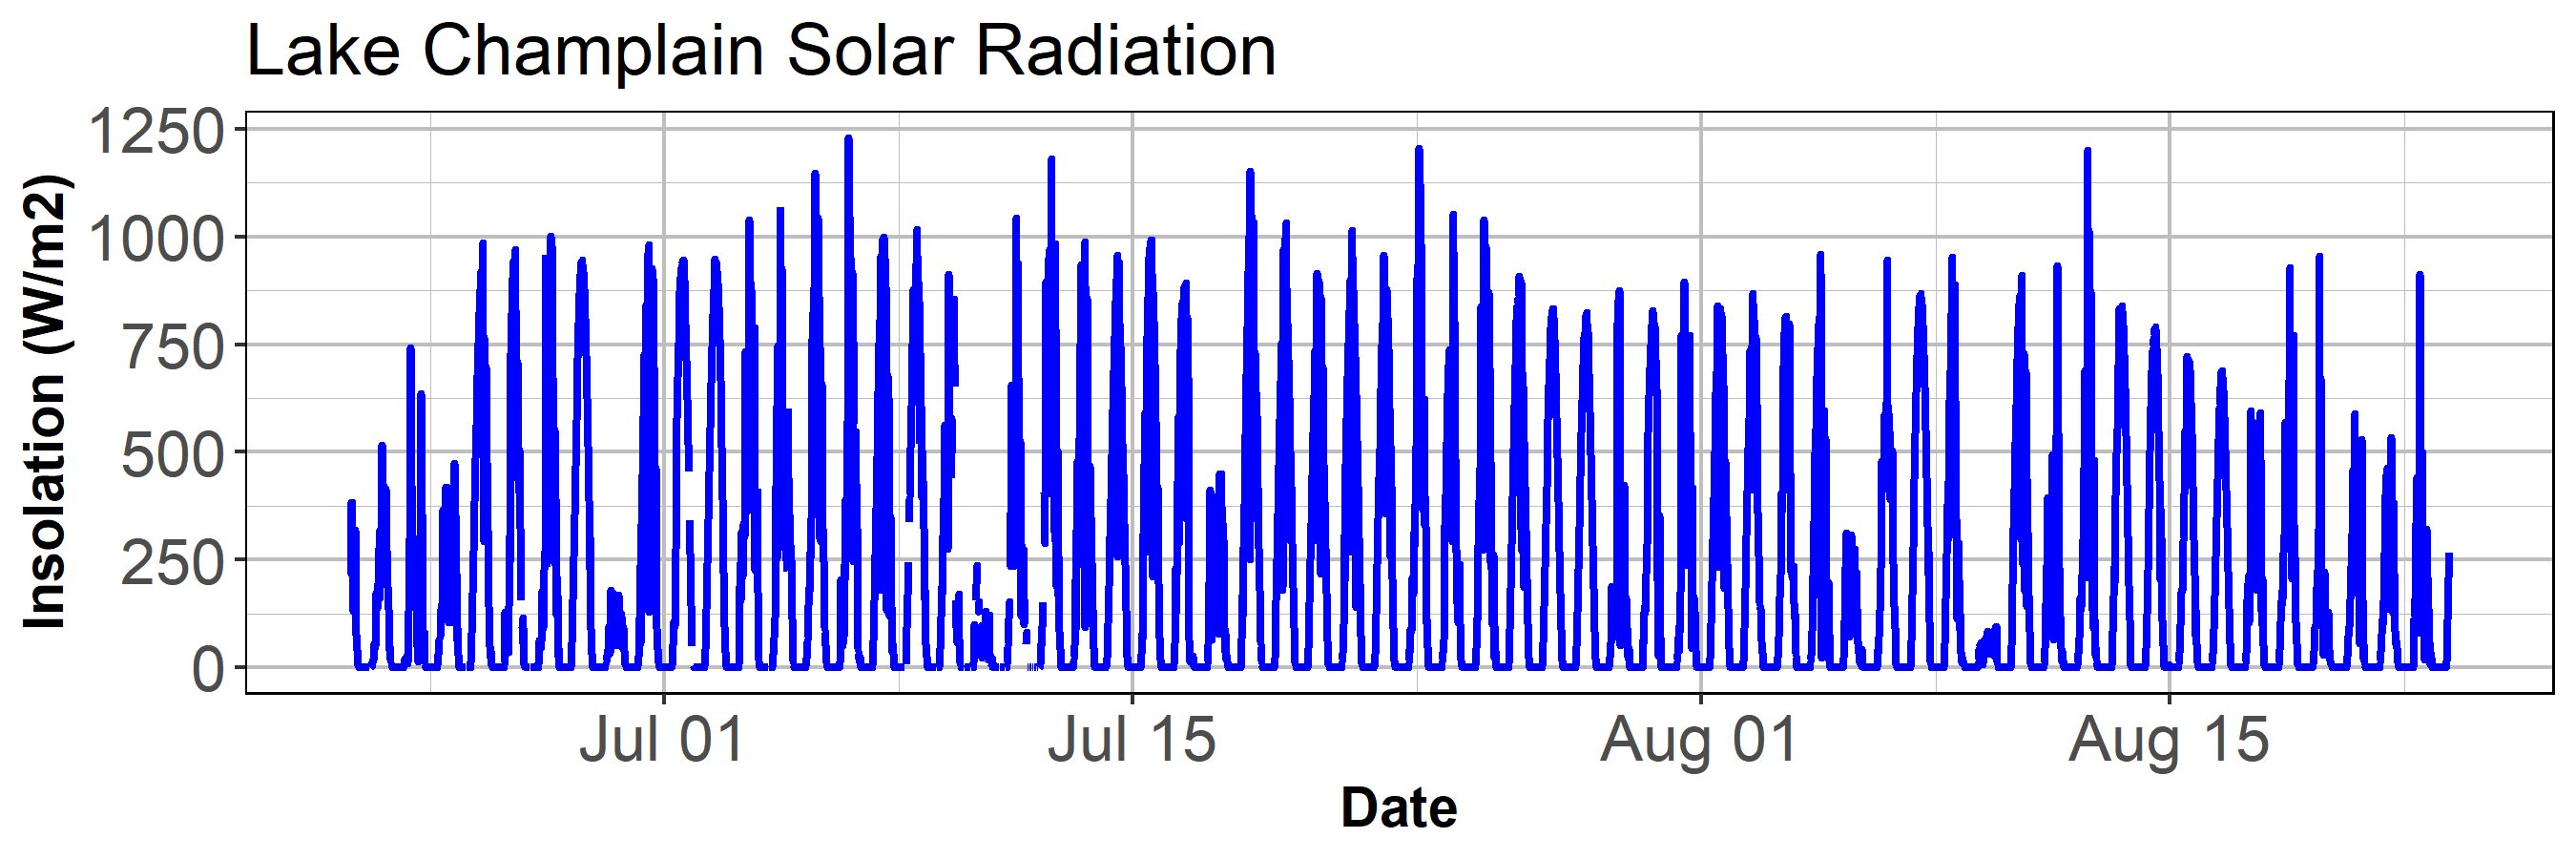 Lake Champlain Solar Radiation
1250
1000
750
500
250
0
Insolation (W/m2)
Jul 01 Jul 15 Aug 01 Aug 15
Date